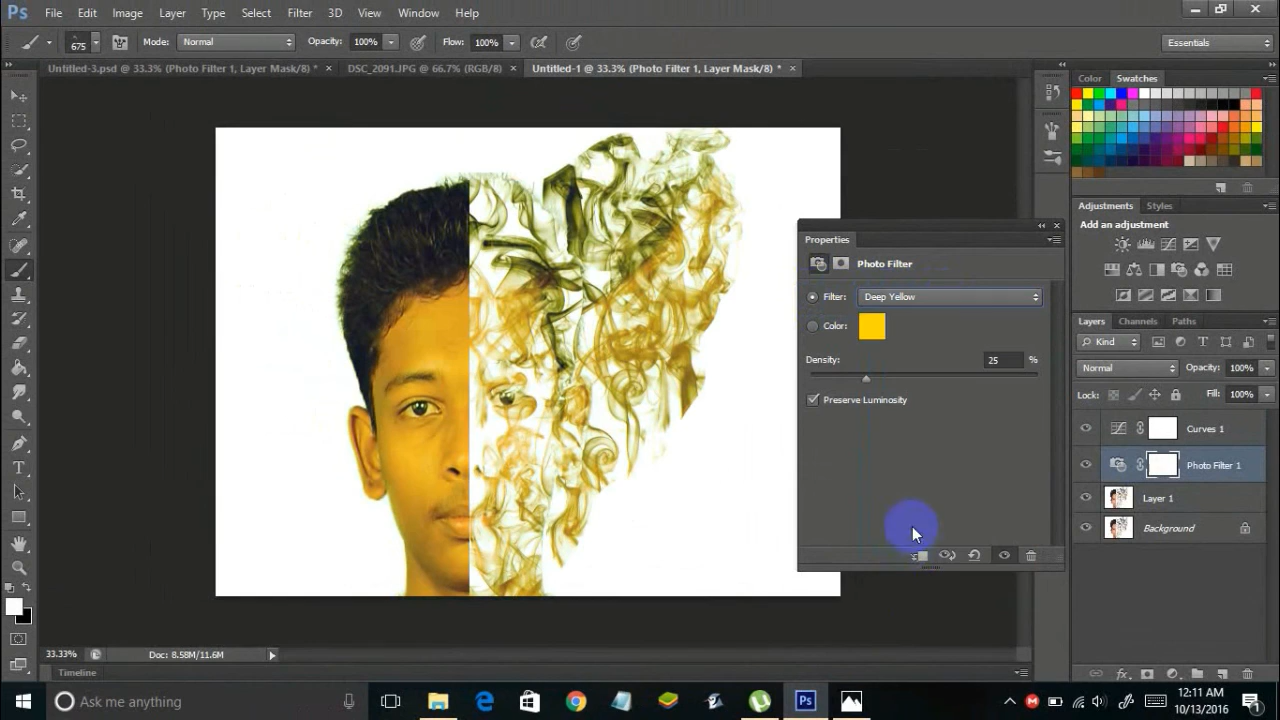 Ps File Edit Image Layer Type Select Filter 3D View Window Help
675 Mode: Normal Opacity: 100% Flow: 100% Essentials
Untitled-3.psd @ 33.3% (Photo Filter 1, Layer Mask/8) * × DSC_2091.JPG @ 66.7% (RGB/8) × Untitled-1 @ 33.3% (Photo Filter 1, Layer Mask/8) * ×
Color Swatches
Adjustments Styles
Add an adjustment
Properties
Photo Filter
Filter: Deep Yellow
Color:
Density: 25 %
Preserve Luminosity
Layers Channels Paths
Kind
Normal Opacity: 100%
Lock: Fill: 100%
Curves 1
Photo Filter 1
Layer 1
Background
33.33% Doc: 8.58M/11.6M
Timeline
Ask me anything
Ps
12:11 AM
10/13/2016